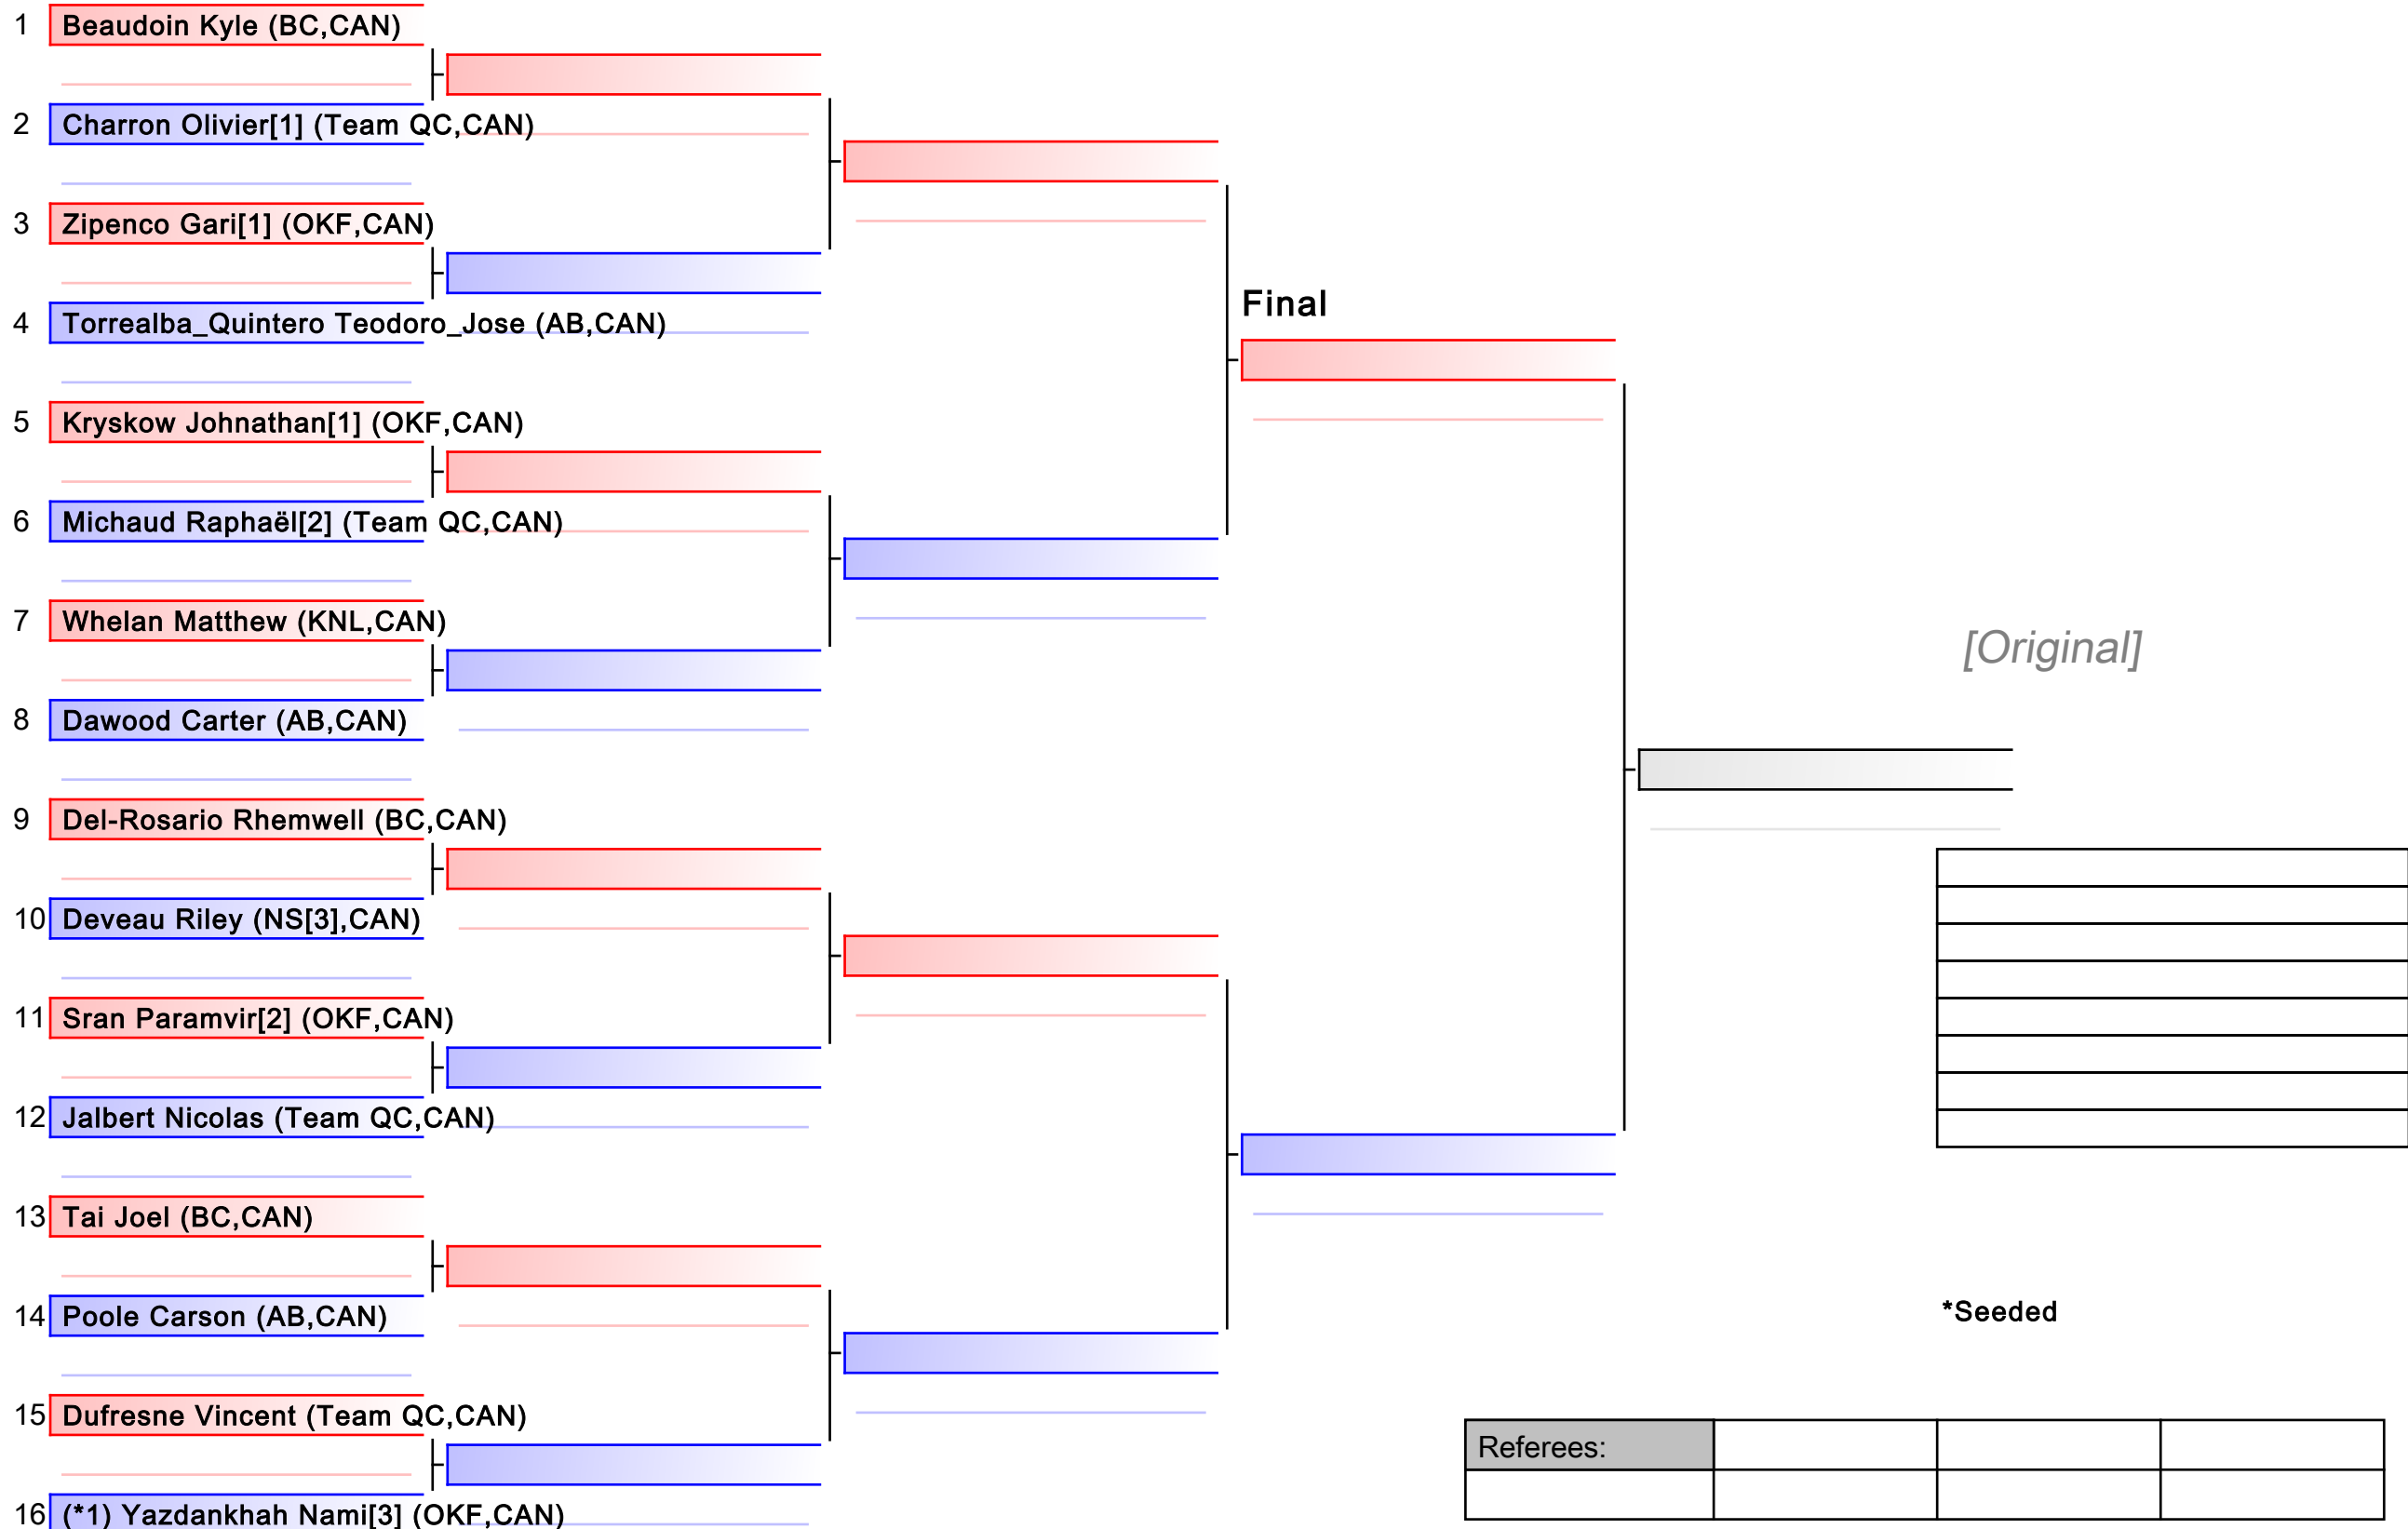 1 Beaudoin Kyle (BC,CAN)
2 Charron Olivier[1] (Team QC,CAN)
3 Zipenco Gari[1] (OKF,CAN)
Final
4 Torrealba_Quintero Teodoro_Jose (AB,CAN)
5 Kryskow Johnathan[1] (OKF,CAN)
6 Michaud Raphaël[2] (Team QC,CAN)
7 Whelan Matthew (KNL,CAN)
[Original]
8 Dawood Carter (AB,CAN)
9 Del-Rosario Rhemwell (BC,CAN)
10 Deveau Riley (NS[3],CAN)
11 Sran Paramvir[2] (OKF,CAN)
12 Jalbert Nicolas (Team QC,CAN)
13 Tai Joel (BC,CAN)
14 Poole Carson (AB,CAN)
*Seeded
15 Dufresne Vincent (Team QC,CAN)
Referees:
16 (*1) Yazdankhah Nami[3] (OKF,CAN)